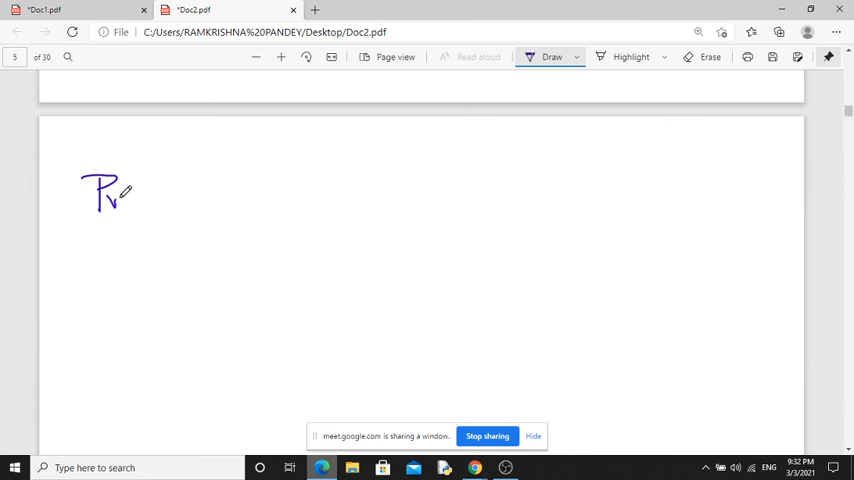 *Doc1.pdf
*Doc2.pdf
File
C:/Users/RAMKRISHNA%20PANDEY/Desktop/Doc2.pdf
5 of 30
Page view
Read aloud
Draw
Highlight
Erase
Pr
meet.google.com is sharing a window.
Stop sharing
Hide
Type here to search
ENG
9:32 PM
3/3/2021